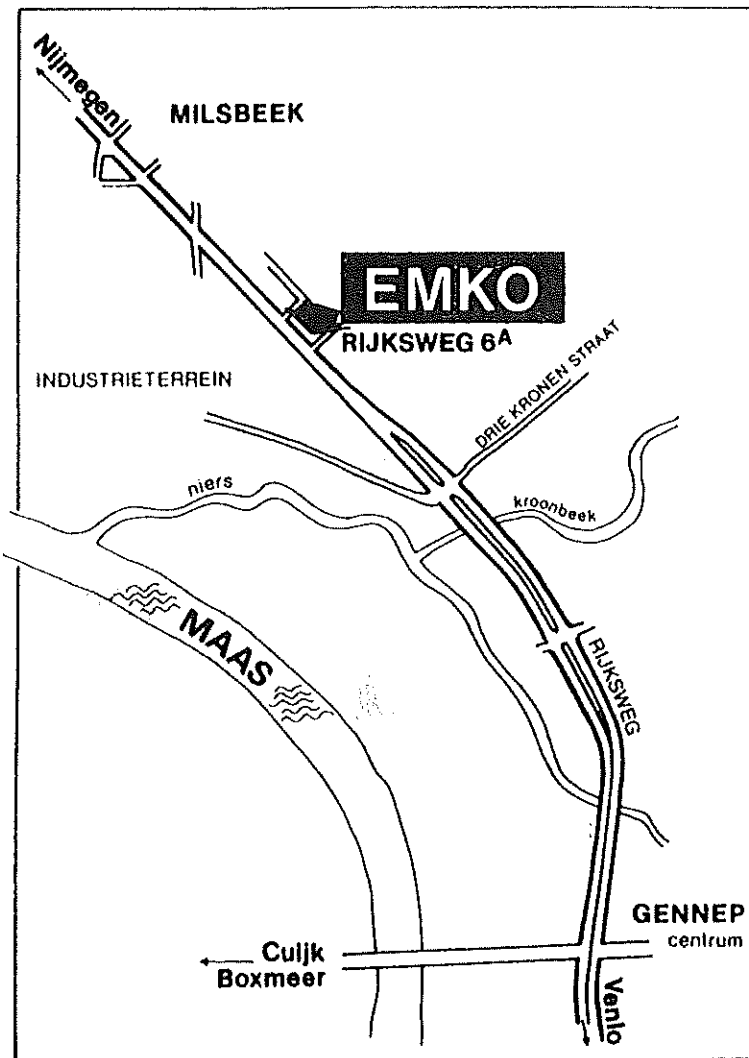 Nijmegen
MILSBEEK
EMKO
RIJKSWEG 6A
INDUSTRIETERREIN
DRIE KRONEN STRAAT
niers
kroonbeek
MAAS
RIJKSWEG
GENNEP
centrum
Cuijk
Boxmeer
Venlo